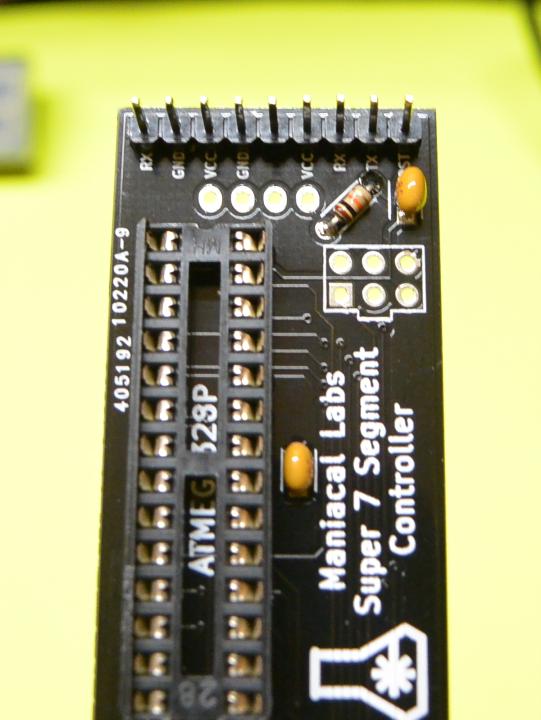 RX
GND
VCC
GND
VCC
RX
TX
405192 10220A-9
328P
ATMEG
Maniacal Labs
Super 7 Segment
Controller
28